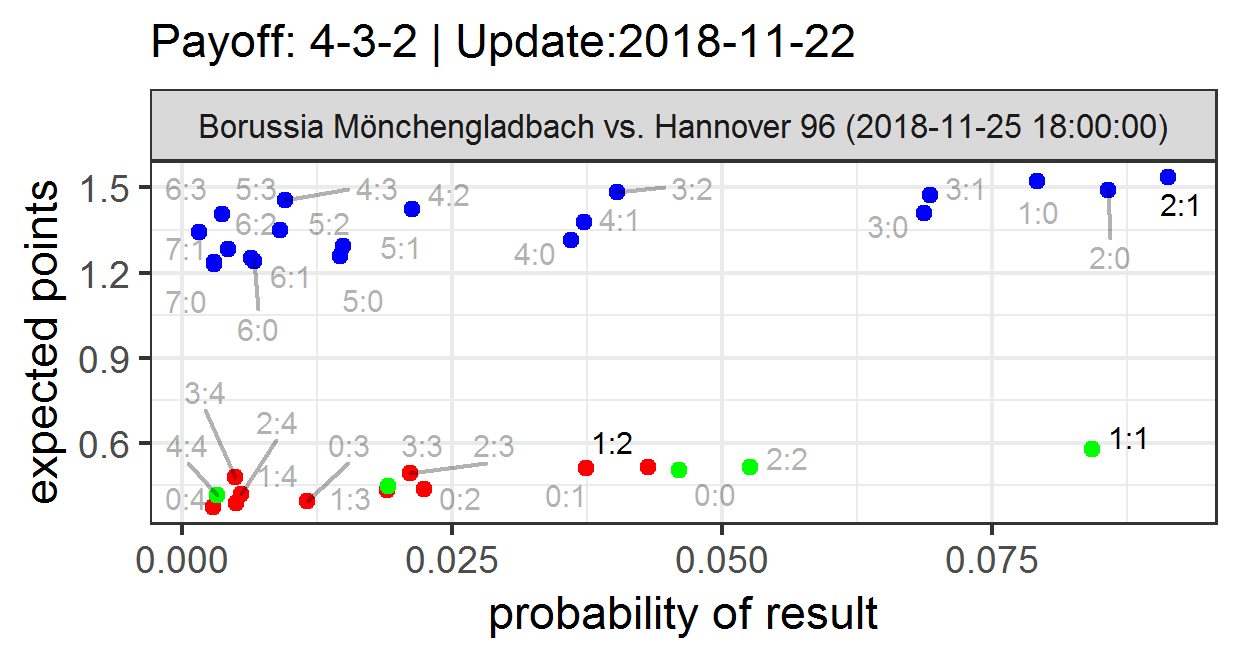 Payoff: 4-3-2 | Update:2018-11-22
Borussia Mönchengladbach vs. Hannover 96 (2018-11-25 18:00:00)
expected points
1.5
1.2
0.9
0.6
6:3 5:3 4:3 4:2 3:2 3:1 2:1
6:2 5:2 4:1 3:0 1:0
7:1 5:1 4:0 2:0
6:1
7:0 5:0
6:0
3:4
2:4
4:4 0:3 3:3 2:3 1:2 1:1
1:4 2:2
0:4 1:3 0:2 0:1 0:0
0.000 0.025 0.050 0.075
probability of result